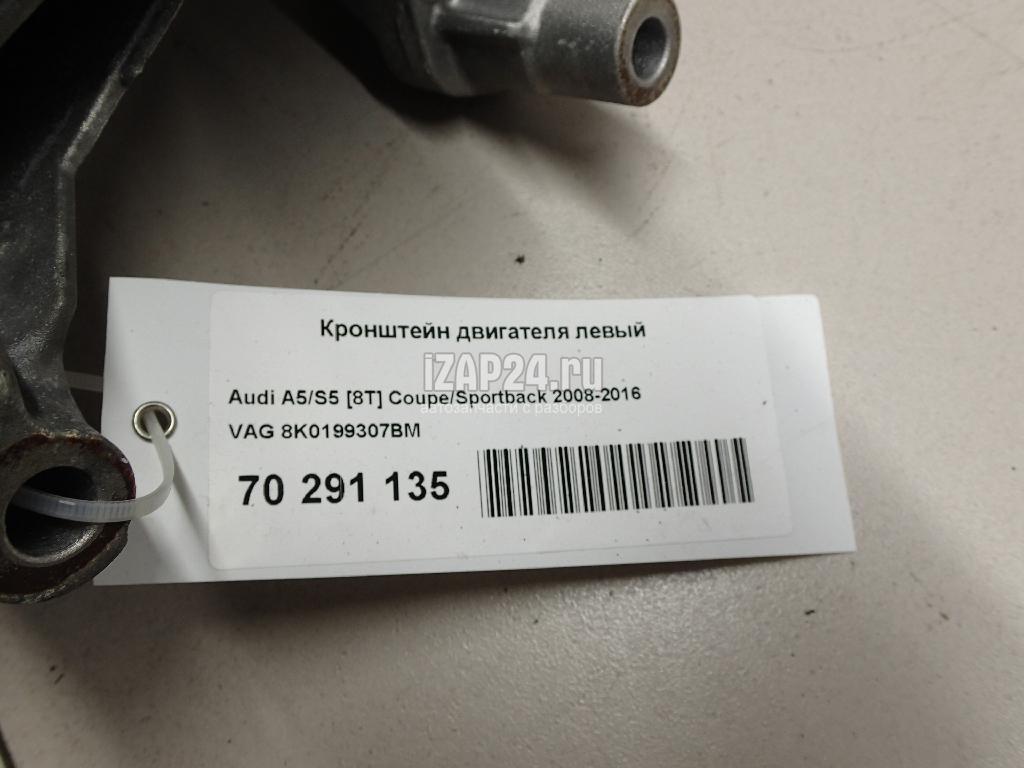 Кронштейн двигателя левый
iZAP24.ru
Audi A5/S5 [8T] Coupe/Sportback 2008-2016
автозапчасти с разборов
VAG 8K0199307BM
70 291 135